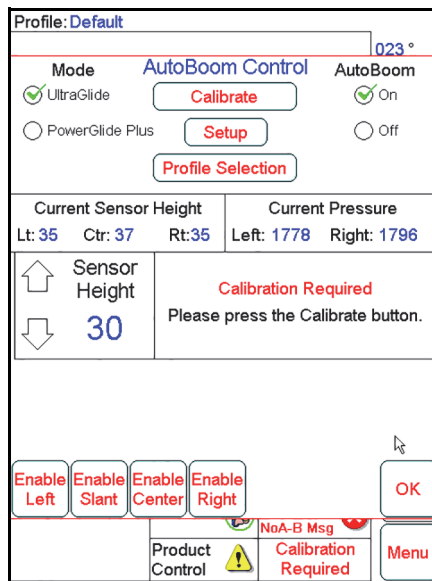 Profile: Default
023 °
Mode
AutoBoom Control
AutoBoom
UltraGlide
Calibrate
On
PowerGlide Plus
Setup
Off
Profile Selection
Current Sensor Height
Current Pressure
Lt: 35 Ctr: 37 Rt:35
Left: 1778 Right: 1796
Sensor
Height
30
Calibration Required
Please press the Calibrate button.
Enable
Left
Enable
Slant
Enable
Center
Enable
Right
OK
NoA-B Msg
Product
Control
Calibration
Required
Menu